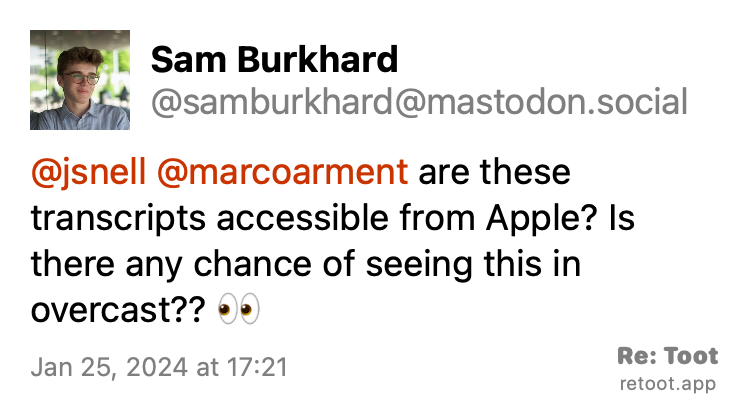 Sam Burkhard
@samburkhard@mastodon.social
@jsnell @marcoarment are these
transcripts accessible from Apple? Is
there any chance of seeing this in
overcast?? 👀
Jan 25, 2024 at 17:21
Re: Toot
retoot.app